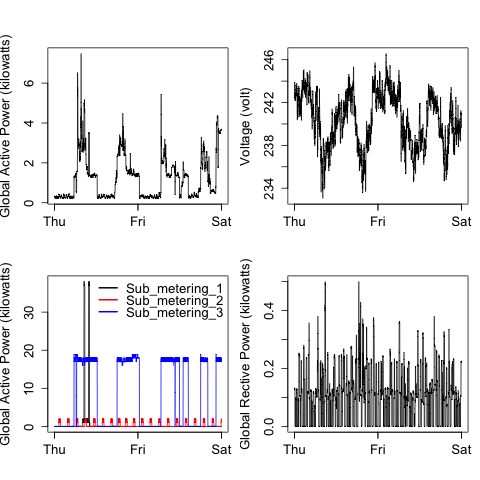 Global Active Power (kilowatts)
6
4
2
0
Thu
Fri
Sat
Voltage (volt)
246
242
238
234
Thu
Fri
Sat
Global Active Power (kilowatts)
30
20
10
0
Sub_metering_1
Sub_metering_2
Sub_metering_3
Thu
Fri
Sat
Global Rective Power (kilowatts)
0.4
0.2
0.0
Thu
Fri
Sat